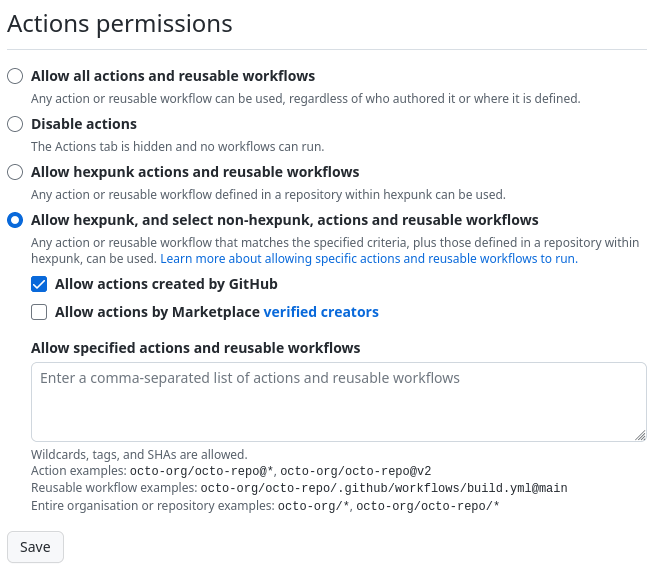 Actions permissions
Allow all actions and reusable workflows
Any action or reusable workflow can be used, regardless of who authored it or where it is defined.
Disable actions
The Actions tab is hidden and no workflows can run.
Allow hexpunk actions and reusable workflows
Any action or reusable workflow defined in a repository within hexpunk can be used.
Allow hexpunk, and select non-hexpunk, actions and reusable workflows
Any action or reusable workflow that matches the specified criteria, plus those defined in a repository within
hexpunk, can be used. Learn more about allowing specific actions and reusable workflows to run.
Allow actions created by GitHub
Allow actions by Marketplace verified creators
Allow specified actions and reusable workflows
Enter a comma-separated list of actions and reusable workflows
Wildcards, tags, and SHAs are allowed.
Action examples: octo-org/octo-repo@*, octo-org/octo-repo@v2
Reusable workflow examples: octo-org/octo-repo/.github/workflows/build.yml@main
Entire organisation or repository examples: octo-org/*, octo-org/octo-repo/*
Save